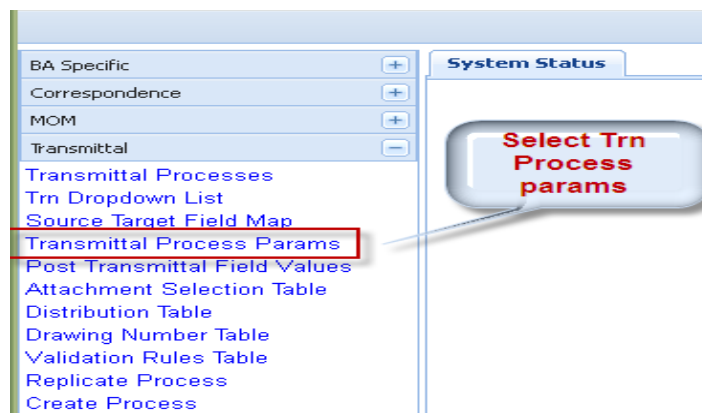 BA Specific
System Status
Correspondence
MOM
Transmittal
Select Trn
Process
params
Transmittal Processes
Trn Dropdown List
Source Target Field Map
Transmittal Process Params
Post Transmittal Field Values
Attachment Selection Table
Distribution Table
Drawing Number Table
Validation Rules Table
Replicate Process
Create Process